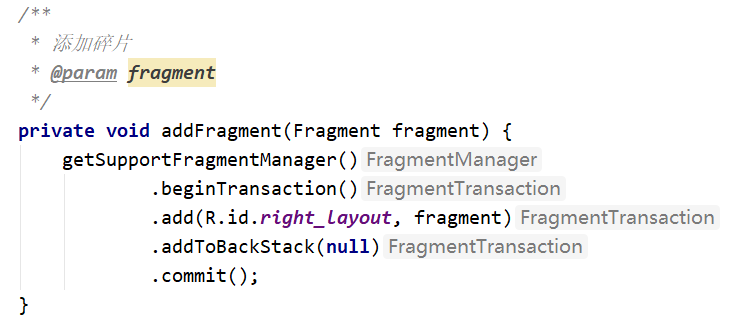 /**
 * 添加碎片
 * @param fragment
 */
private void addFragment(Fragment fragment) {
    getSupportFragmentManager() FragmentManager
            .beginTransaction() FragmentTransaction
            .add(R.id.right_layout, fragment) FragmentTransaction
            .addToBackStack(null) FragmentTransaction
            .commit();
}